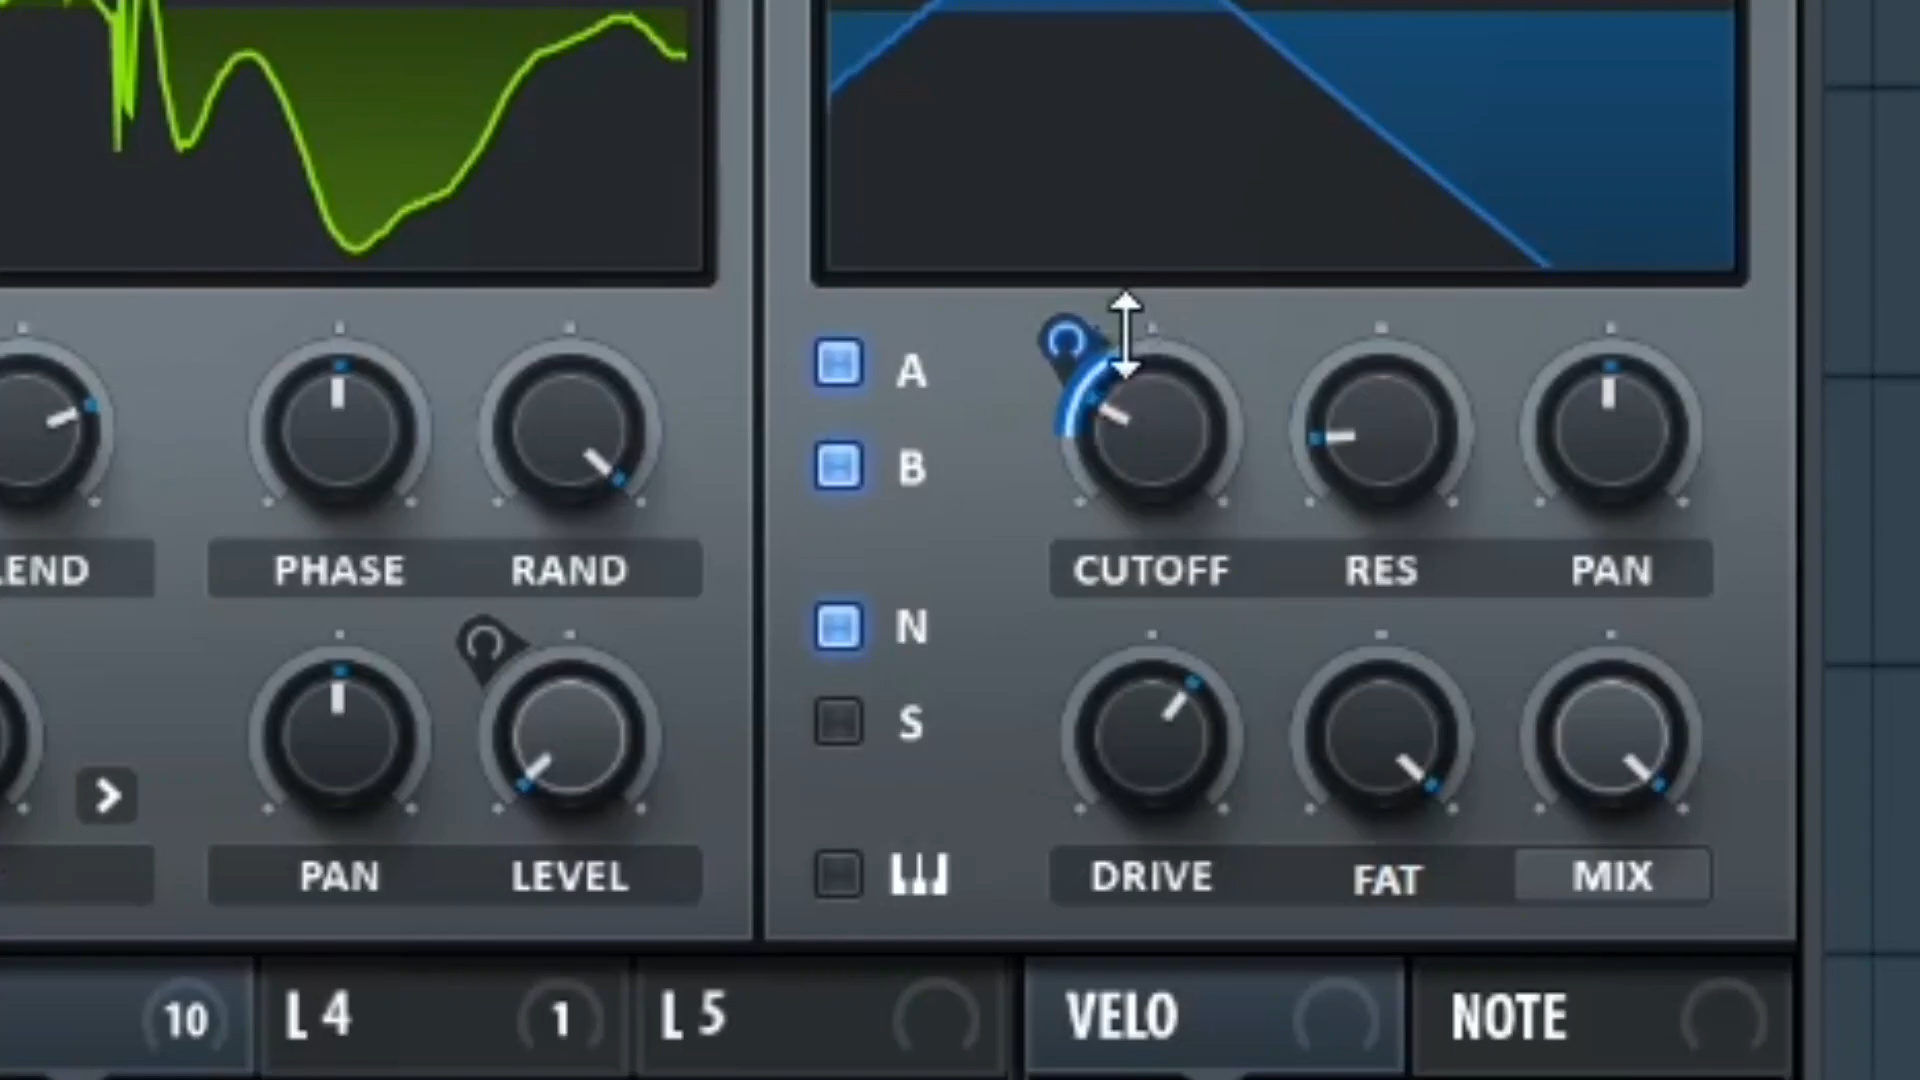 A
B
LEND PHASE RAND
CUTOFF RES PAN
N
S
PAN LEVEL
DRIVE FAT MIX
10 L 4 1 L 5 VELO NOTE